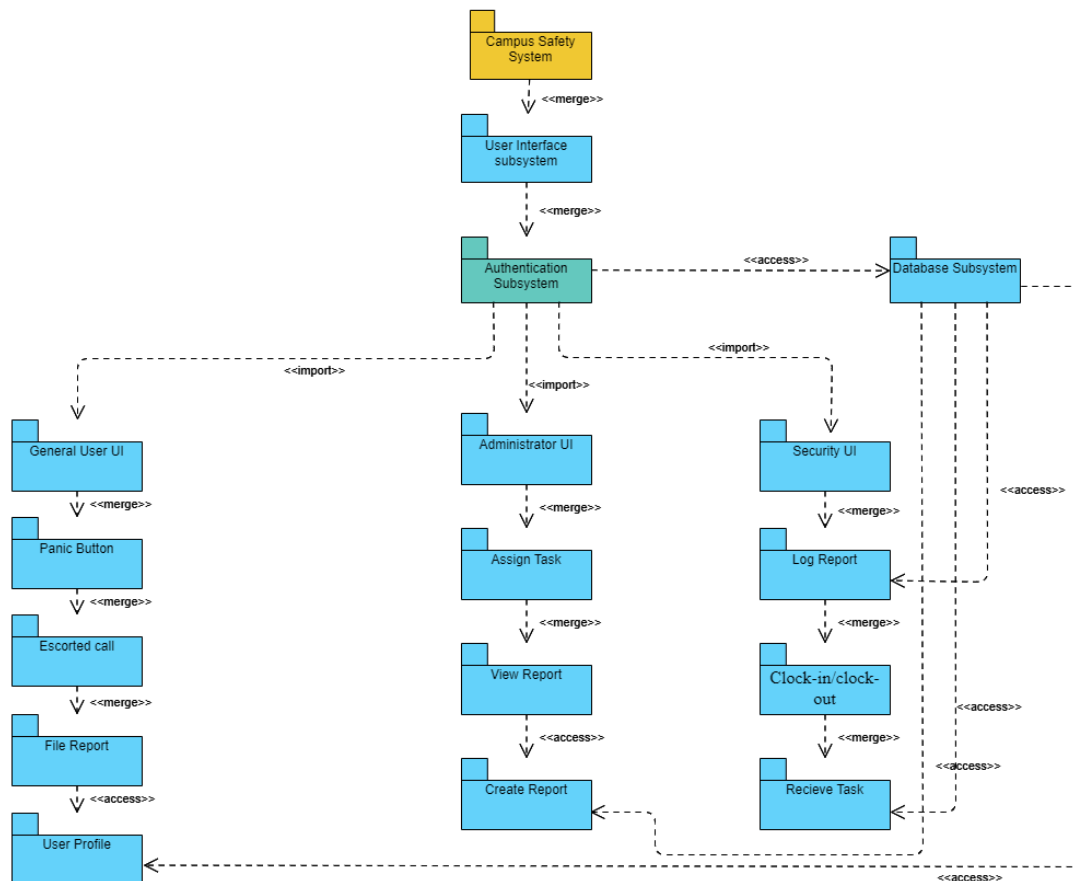 Campus Safety
System
<<merge>>
User Interface
subsystem
<<merge>>
Authentication
Subsystem
<<access>>
Database Subsystem
<<import>>
<<import>>
<<import>>
General User UI
Administrator UI
Security UI
<<merge>>
<<merge>>
<<merge>>
<<access>>
Panic Button
Assign Task
Log Report
<<merge>>
<<merge>>
<<merge>>
Escorted call
View Report
Clock-in/clock-
out
<<merge>>
<<access>>
<<merge>>
<<access>>
File Report
Create Report
Recieve Task
<<access>>
<<access>>
User Profile
<<access>>